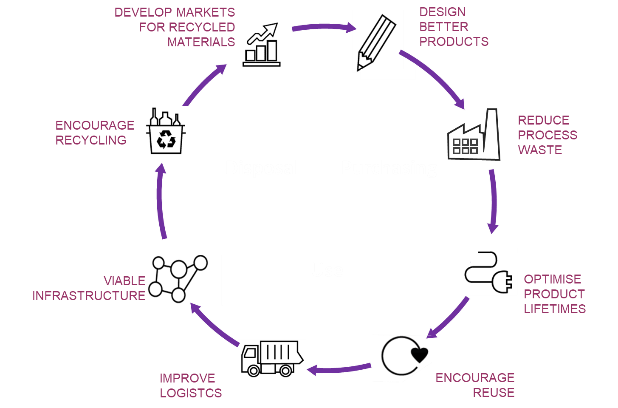 DEVELOP MARKETS
FOR RECYCLED
MATERIALS
DESIGN
BETTER
PRODUCTS
REDUCE
PROCESS
WASTE
OPTIMISE
PRODUCT
LIFETIMES
ENCOURAGE
REUSE
IMPROVE
LOGISTCS
VIABLE
INFRASTRUCTURE
ENCOURAGE
RECYCLING